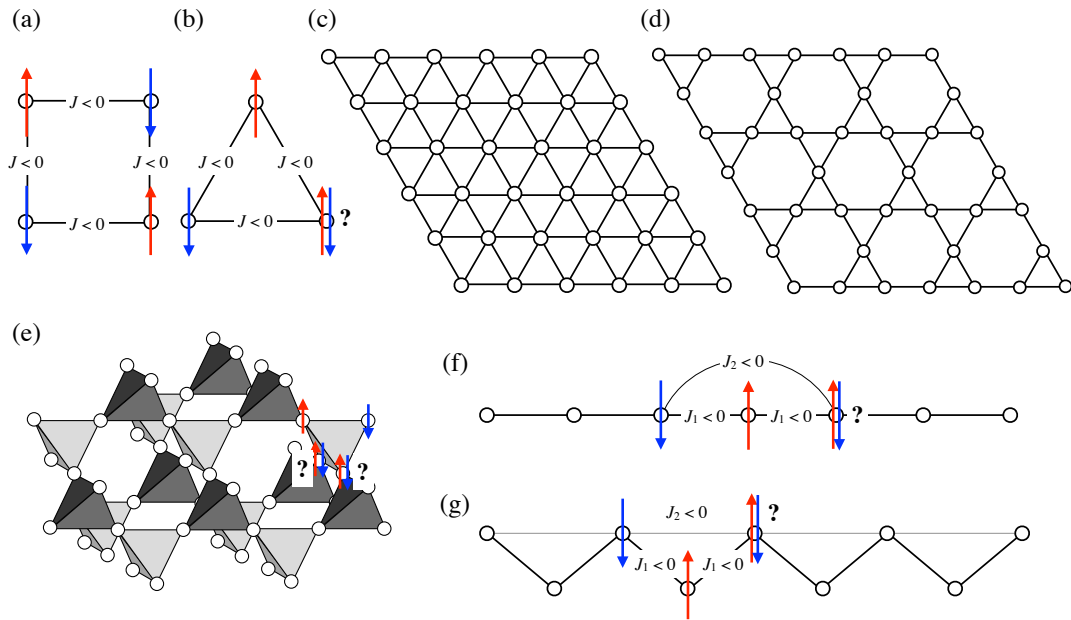 (a)
(b)
(c)
(d)
J < 0
J < 0
J < 0
J < 0
J < 0
J < 0
J < 0
?
(e)
?
?
(f)
J₂ < 0
J₁ < 0
J₁ < 0
?
(g)
J₂ < 0
?
J₁ < 0
J₁ < 0